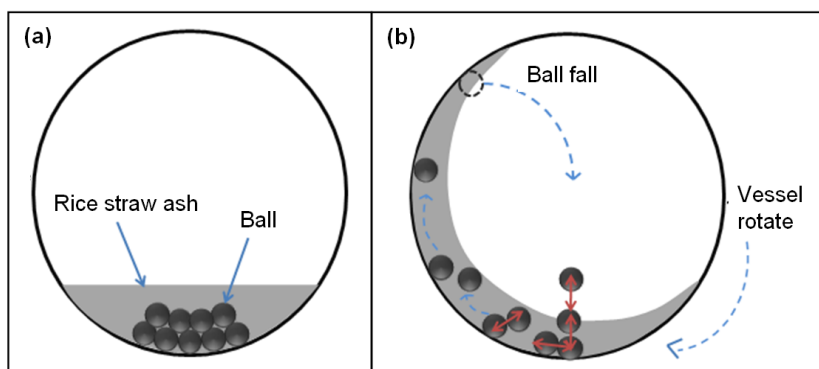 (a)
Rice straw ash
Ball
(b)
Ball fall
Vessel
rotate